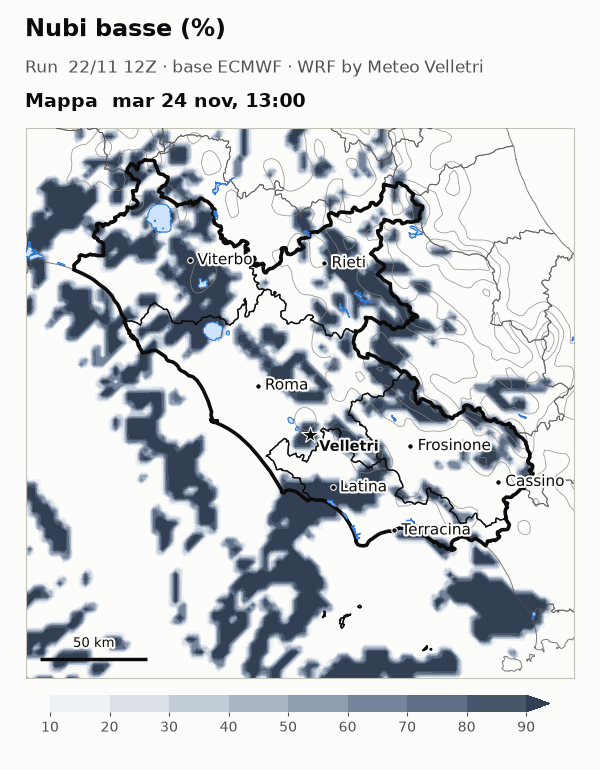 Nubi basse (%)
Run  22/11 12Z · base ECMWF · WRF by Meteo Velletri
Mappa  mar 24 nov, 13:00
Viterbo
Rieti
Roma
Velletri
Frosinone
Cassino
Latina
Terracina
50 km
10 20 30 40 50 60 70 80 90